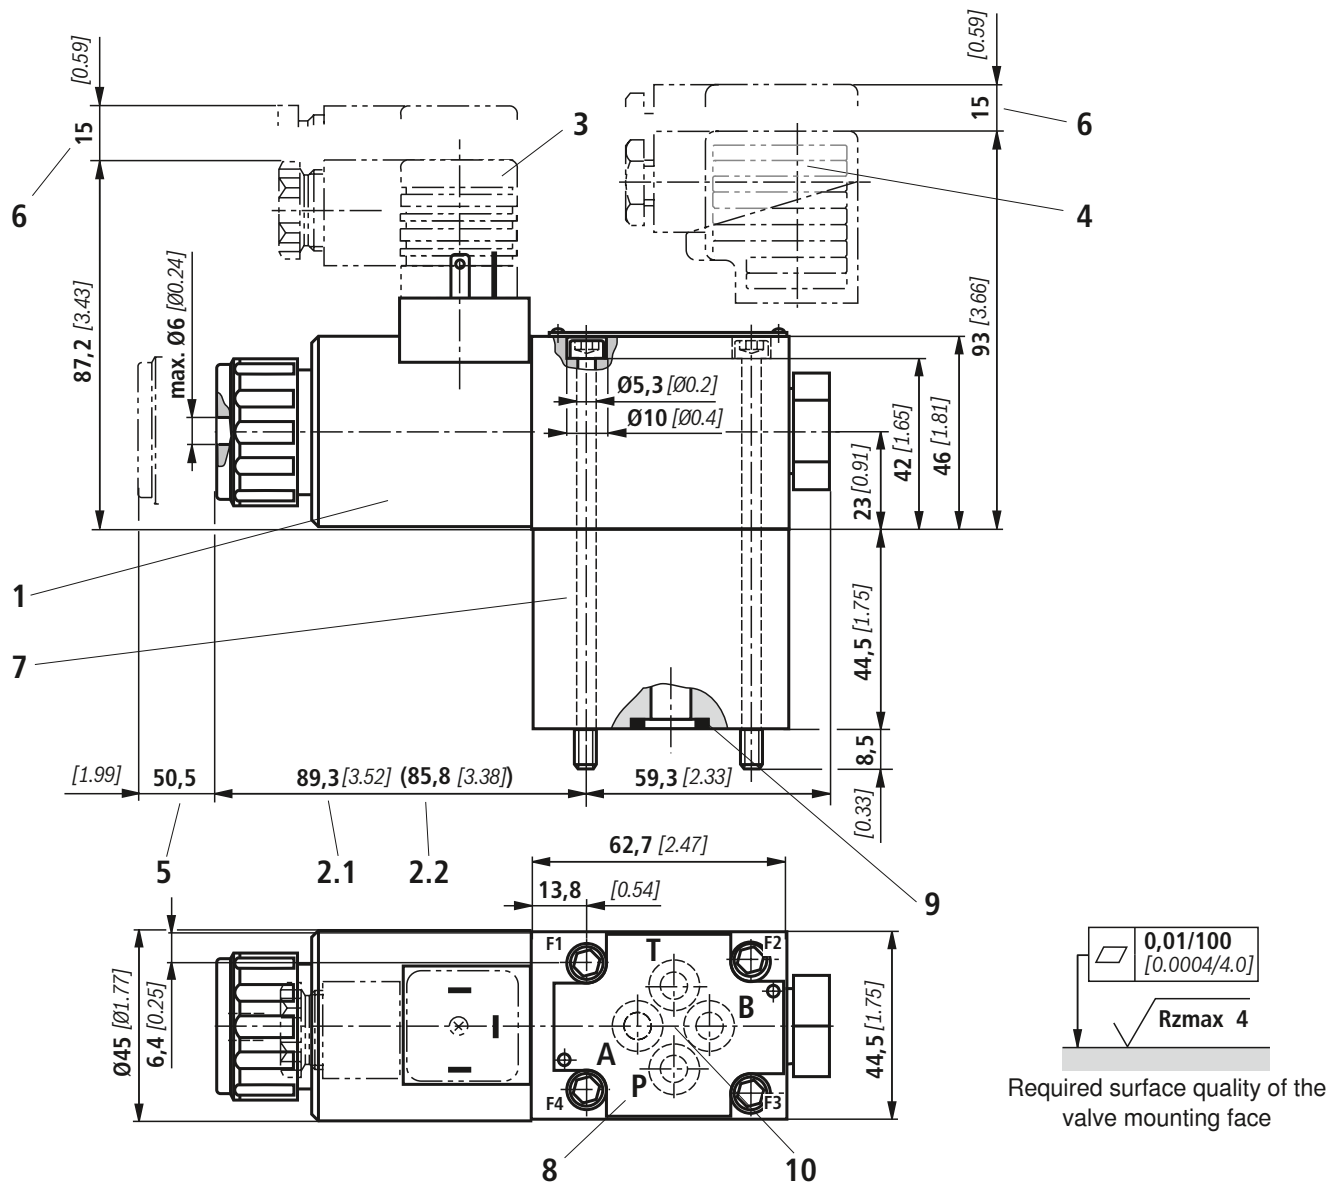 [0.59]
15
6
3
[0.59]
15
6
4
87,2 [3.43]
max. Ø6 [Ø0.24]
93 [3.66]
Ø5,3 [Ø0.2]
Ø10 [Ø0.4]
42 [1.65]
46 [1.81]
23 [0.91]
1
7
44,5 [1.75]
8,5
[0.33]
[1.99] 50,5 89,3 [3.52] (85,8 [3.38]) 59,3 [2.33]
5 2.1 2.2
62,7 [2.47]
13,8 [0.54]
9
Ø45 [Ø1.77]
6,4 [0.25]
F1
T
F2
B
A
P
F4
F3
44,5 [1.75]
8
10
0,01/100
[0.0004/4.0]
Rzmax 4
Required surface quality of the
valve mounting face